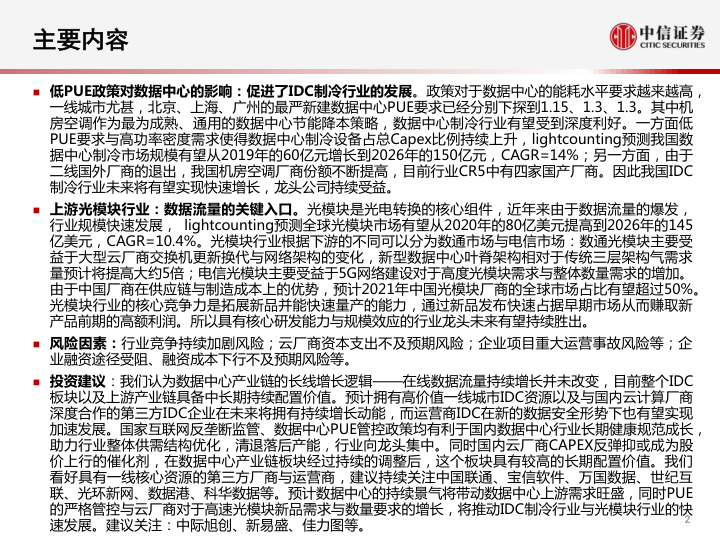 主要内容
中信证券
CITIC SECURITIES
低PUE政策对数据中心的影响：促进了IDC制冷行业的发展。政策对于数据中心的能耗水平要求越来越高，
一线城市尤甚，北京、上海、广州的最严新建数据中心PUE要求已经分别下探到1.15、1.3、1.3。其中机
房空调作为最为成熟、通用的数据中心节能降本策略，数据中心制冷行业有望受到深度利好。一方面低
PUE要求与高功率密度需求使得数据中心制冷设备占总Capex比例持续上升，lightcounting预测我国数
据中心制冷市场规模有望从2019年的60亿元增长到2026年的150亿元，CAGR=14%；另一方面，由于
二线国外厂商的退出，我国机房空调厂商份额不断提高，目前行业CR5中有四家国产厂商。因此我国IDC
制冷行业未来将有望实现快速增长，龙头公司持续受益。
上游光模块行业：数据流量的关键入口。光模块是光电转换的核心组件，近年来由于数据流量的爆发，
行业规模快速发展， lightcounting预测全球光模块市场有望从2020年的80亿美元提高到2026年的145
亿美元，CAGR=10.4%。光模块行业根据下游的不同可以分为数通市场与电信市场：数通光模块主要受
益于大型云厂商交换机更新换代与网络架构的变化，新型数据中心叶脊架构相对于传统三层架构气需求
量预计将提高大约5倍；电信光模块主要受益于5G网络建设对于高度光模块需求与整体数量需求的增加。
由于中国厂商在供应链与制造成本上的优势，预计2021年中国光模块厂商的全球市场占比有望超过50%。
光模块行业的核心竞争力是拓展新品并能快速量产的能力，通过新品发布快速占据早期市场从而赚取新
产品前期的高额利润。所以具有核心研发能力与规模效应的行业龙头未来有望持续胜出。
风险因素：行业竞争持续加剧风险；云厂商资本支出不及预期风险；企业项目重大运营事故风险等；企
业融资途径受阻、融资成本下行不及预期风险等。
投资建议：我们认为数据中心产业链的长线增长逻辑——在线数据流量持续增长并未改变，目前整个IDC
板块以及上游产业链具备中长期持续配置价值。预计拥有高价值一线城市IDC资源以及与国内云计算厂商
深度合作的第三方IDC企业在未来将拥有持续增长动能，而运营商IDC在新的数据安全形势下也有望实现
加速发展。国家互联网反垄断监管、数据中心PUE管控政策均有利于国内数据中心行业长期健康规范成长，
助力行业整体供需结构优化，清退落后产能，行业向龙头集中。同时国内云厂商CAPEX反弹抑或成为股
价上行的催化剂，在数据中心产业链板块经过持续的调整后，这个板块具有较高的长期配置价值。我们
看好具有一线核心资源的第三方厂商与运营商，建议持续关注中国联通、宝信软件、万国数据、世纪互
联、光环新网、数据港、科华数据等。预计数据中心的持续景气将带动数据中心上游需求旺盛，同时PUE
的严格管控与云厂商对于高速光模块新品需求与数量要求的增长，将推动IDC制冷行业与光模块行业的快
速发展。建议关注：中际旭创、新易盛、佳力图等。
2